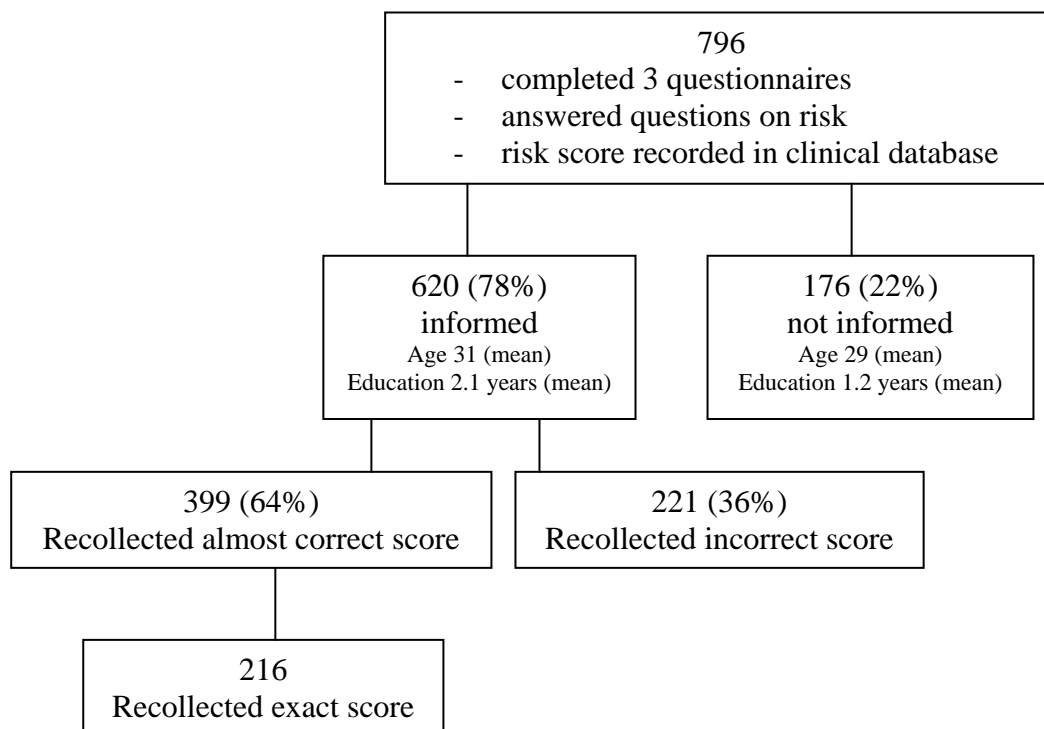 796
- completed 3 questionnaires
- answered questions on risk
- risk score recorded in clinical database
620 (78%)
informed
Age 31 (mean)
Education 2.1 years (mean)
176 (22%)
not informed
Age 29 (mean)
Education 1.2 years (mean)
399 (64%)
Recollected almost correct score
221 (36%)
Recollected incorrect score
216
Recollected exact score